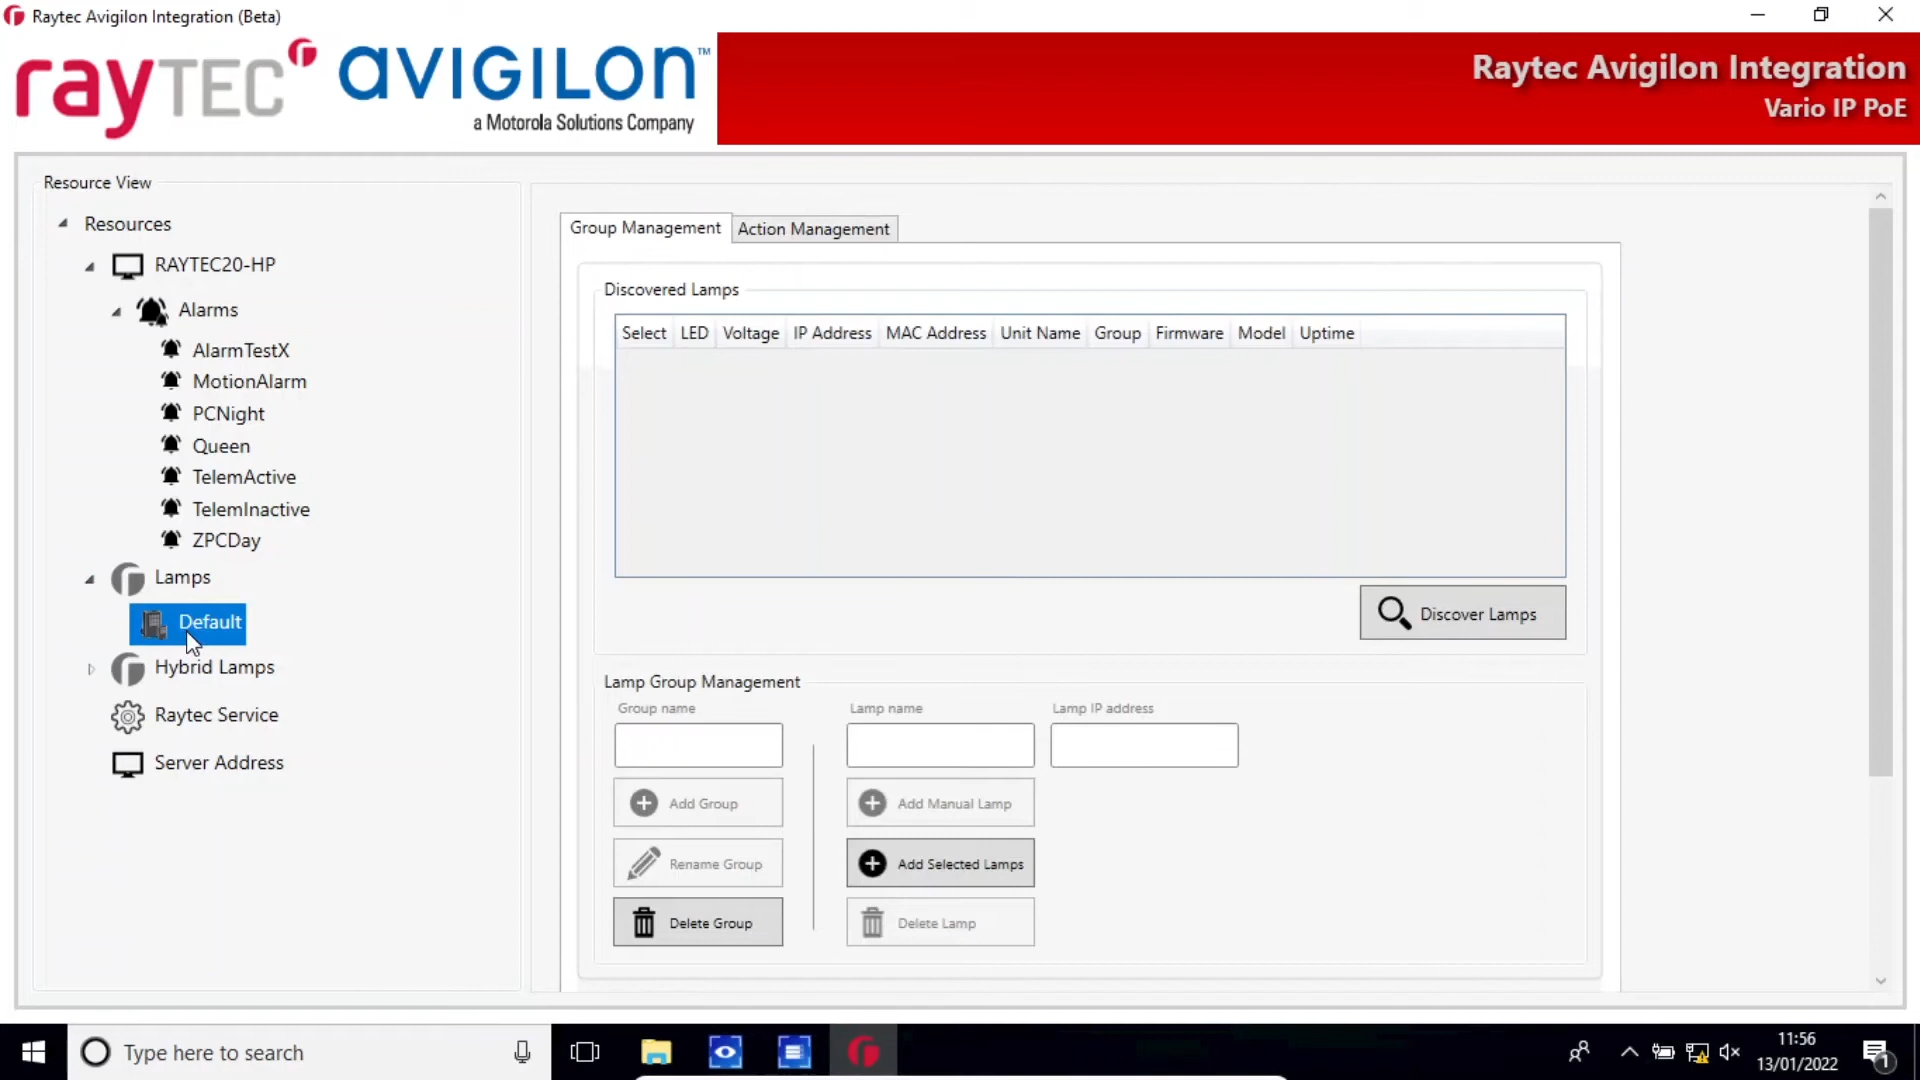 Raytec Avigilon Integration (Beta)
rayTEC
aVIGILON™
a Motorola Solutions Company
Raytec Avigilon Integration
Vario IP PoE
Resource View
Resources
RAYTEC20-HP
Alarms
AlarmTestX
MotionAlarm
PCNight
Queen
TelemActive
TelemInactive
ZPCDay
Lamps
Default
Hybrid Lamps
Raytec Service
Server Address
Group Management
Action Management
Discovered Lamps
Select LED Voltage IP Address MAC Address Unit Name Group Firmware Model Uptime
Discover Lamps
Lamp Group Management
Group name Lamp name Lamp IP address
Add Group Add Manual Lamp
Rename Group Add Selected Lamps
Delete Group Delete Lamp
Type here to search
11:56
13/01/2022
1